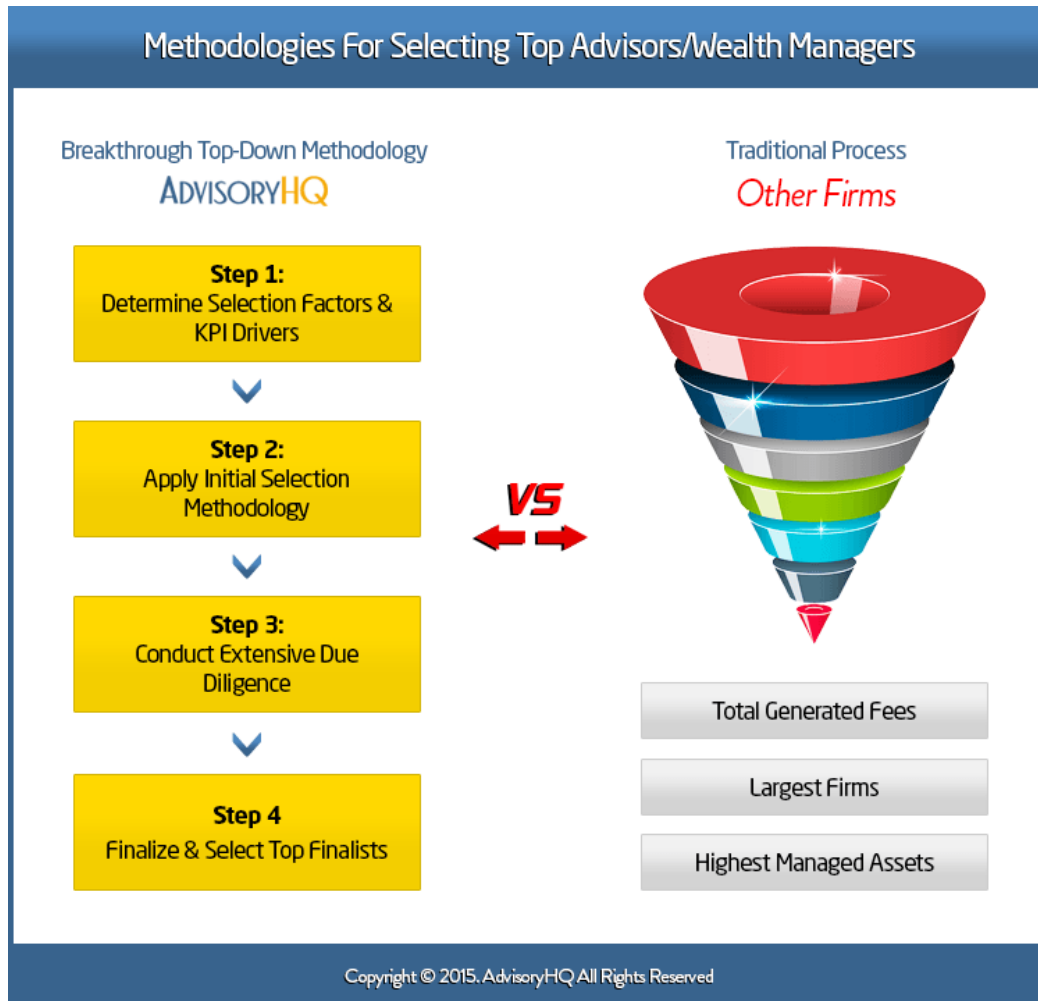 Methodologies For Selecting Top Advisors/Wealth Managers
Breakthrough Top-Down Methodology
ADVISORYHQ
Step 1:
Determine Selection Factors &
KPI Drivers
Step 2:
Apply Initial Selection
Methodology
Step 3:
Conduct Extensive Due
Diligence
Step 4
Finalize & Select Top Finalists
VS
Traditional Process
Other Firms
Total Generated Fees
Largest Firms
Highest Managed Assets
Copyright © 2015. AdvisoryHQ All Rights Reserved